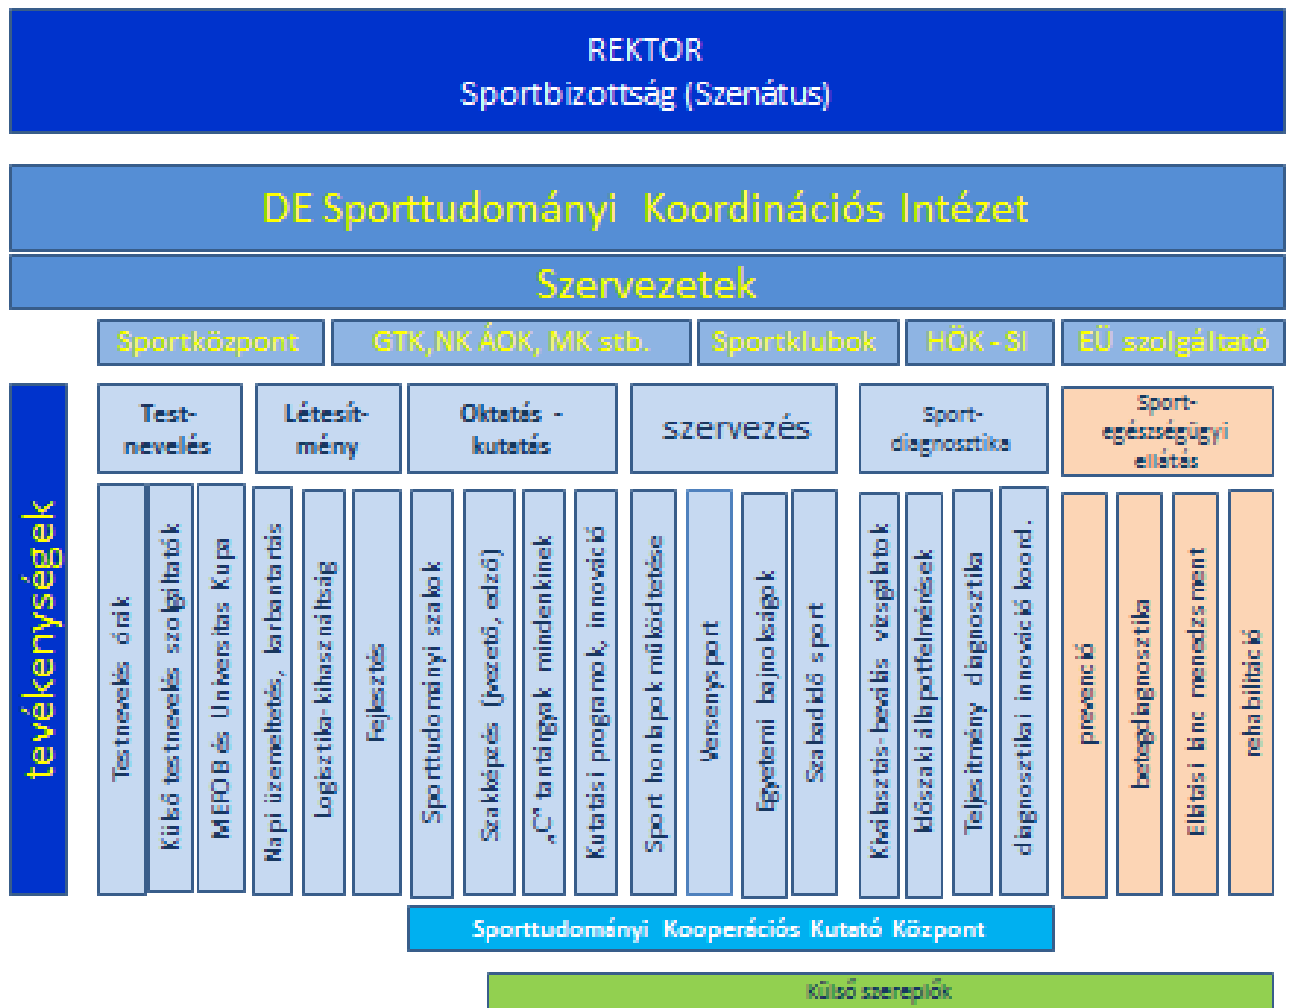 REKTOR
Sportbizottság (Szenátus)
DE Sporttudományi Koordinációs Intézet
Szervezetek
Sportközpont
GTK,NK ÁOK, MK stb.
Sportklubok
HÖK - SI
EÜ szolgáltató
tevékenységek
Test-
nevelés
Létesít-
mény
Oktatás -
kutatás
szervezés
Sport-
diagnosztika
Sport-
egészségügyi
ellátás
Testnevelés órák
Külső testnevelés szolgáltatók
MEFOB és Universitas Kupa
Napi üzemeltetés, karbantartás
Logisztika- kihasználtság
Fejlesztés
Sporttudományi szakok
Szakképzés (jvezető, edző)
„C” tantárgyak mindenkinek
Kutatási programok, innováció
Sport honlapok működtetése
Versenysport
Egyetemi bajnokságok
Szabadidő sport
Kiválasztás- beválás vizsgálatok
Időszaki állapotfelmérések
Teljesítmény diagnosztika
diagnosztikai innováció koord.
prevenció
betegdiagnosztika
Ellátási lánc menedzsment
rehabilitáció
Sporttudományi Kooperációs Kutató Központ
Külső szereplők